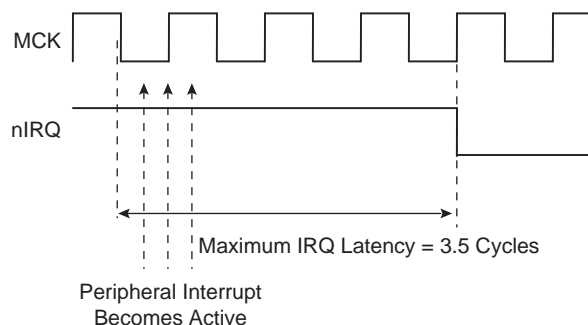 MCK
nIRQ
Maximum IRQ Latency = 3.5 Cycles
Peripheral Interrupt
Becomes Active